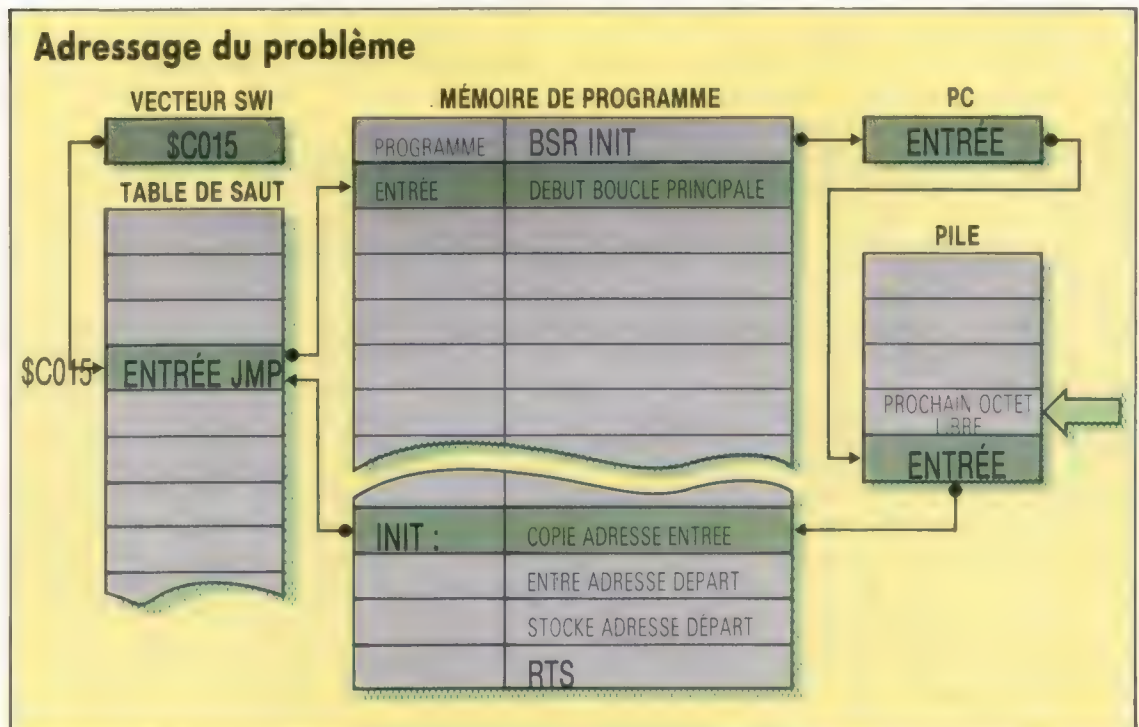 Adressage du problème
VECTEUR SWI
$C015
TABLE DE SAUT
$C015
ENTRÉE JMP
MÉMOIRE DE PROGRAMME
PROGRAMME BSR INIT
ENTRÉE DEBUT BOUCLE PRINCIPALE
INIT : COPIE ADRESSE ENTREE
ENTRE ADRESSE DEPART
STOCKE ADRESSE DÉPART
RTS
PC
ENTRÉE
PILE
PROCHAIN OCTET
LIBRE
ENTRÉE